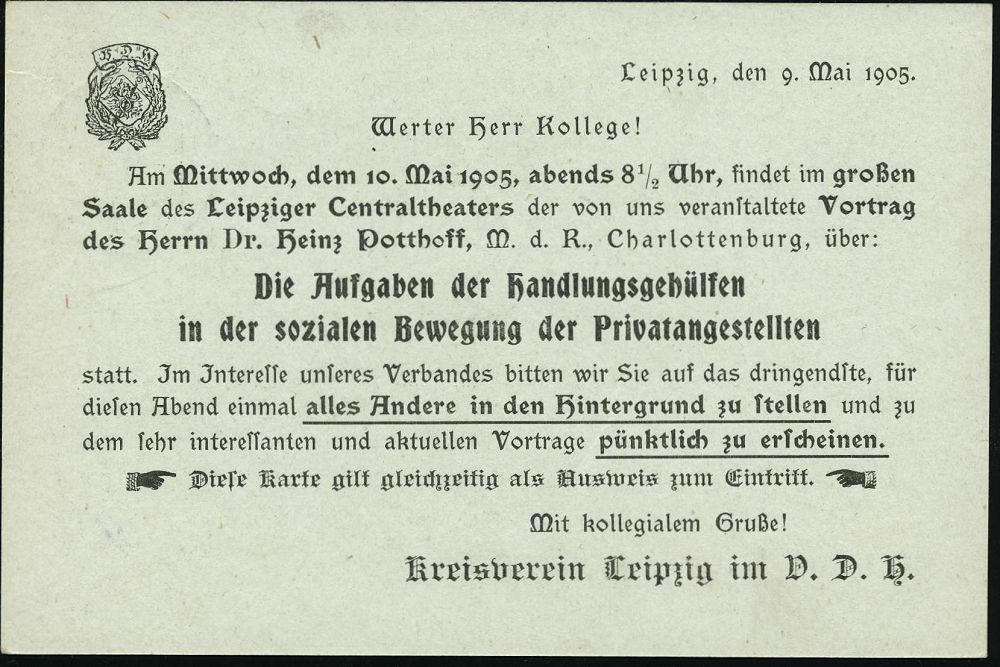 Leipzig, den 9. Mai 1905.
Werter Herr Kollege!
Am Mittwoch, dem 10. Mai 1905, abends 8 1/2 Uhr, findet im großen
Saale des Leipziger Centraltheaters der von uns veranſtaltete Vortrag
des Herrn Dr. Heinz Potthoff, M. d. R., Charlottenburg, über:
Die Aufgaben der Handlungsgehülfen
in der sozialen Bewegung der Privatangestellten
statt. Im Intereſſe unſeres Verbandes bitten wir Sie auf das dringendſte, für
dieſen Abend einmal alles Andere in den Hintergrund zu ſtellen und zu
dem ſehr intereſſanten und aktuellen Vortrage pünktlich zu erſcheinen.
Dieſe Karte gilt gleichzeitig als Ausweis zum Eintritt.
Mit kollegialem Gruße!
Kreisverein Leipzig im V. D. H.